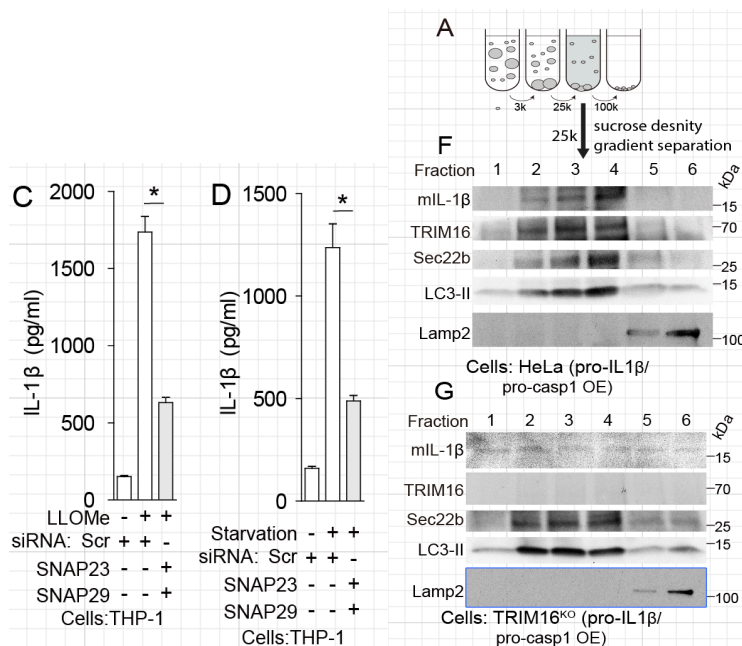 A
3k 25k 100k
25k
sucrose desnity
gradient separation
C
IL-1β (pg/ml)
2000
1500
1000
500
0
*
LLOMe - + +
siRNA: Scr + + -
SNAP23 - - +
SNAP29 - - +
Cells:THP-1
D
IL-1β (pg/ml)
1500
1000
500
0
*
Starvation - + +
siRNA: Scr + + -
SNAP23 - - +
SNAP29 - - +
Cells:THP-1
F
Fraction 1 2 3 4 5 6 kDa
mIL-1β 15
TRIM16 70
Sec22b 25
LC3-II 15
Lamp2 100
Cells: HeLa (pro-IL1β/
pro-casp1 OE)
G
Fraction 1 2 3 4 5 6 kDa
mIL-1β 15
TRIM16 70
Sec22b 25
LC3-II 15
Lamp2 100
Cells: TRIM16ᴷᴼ (pro-IL1β/
pro-casp1 OE)